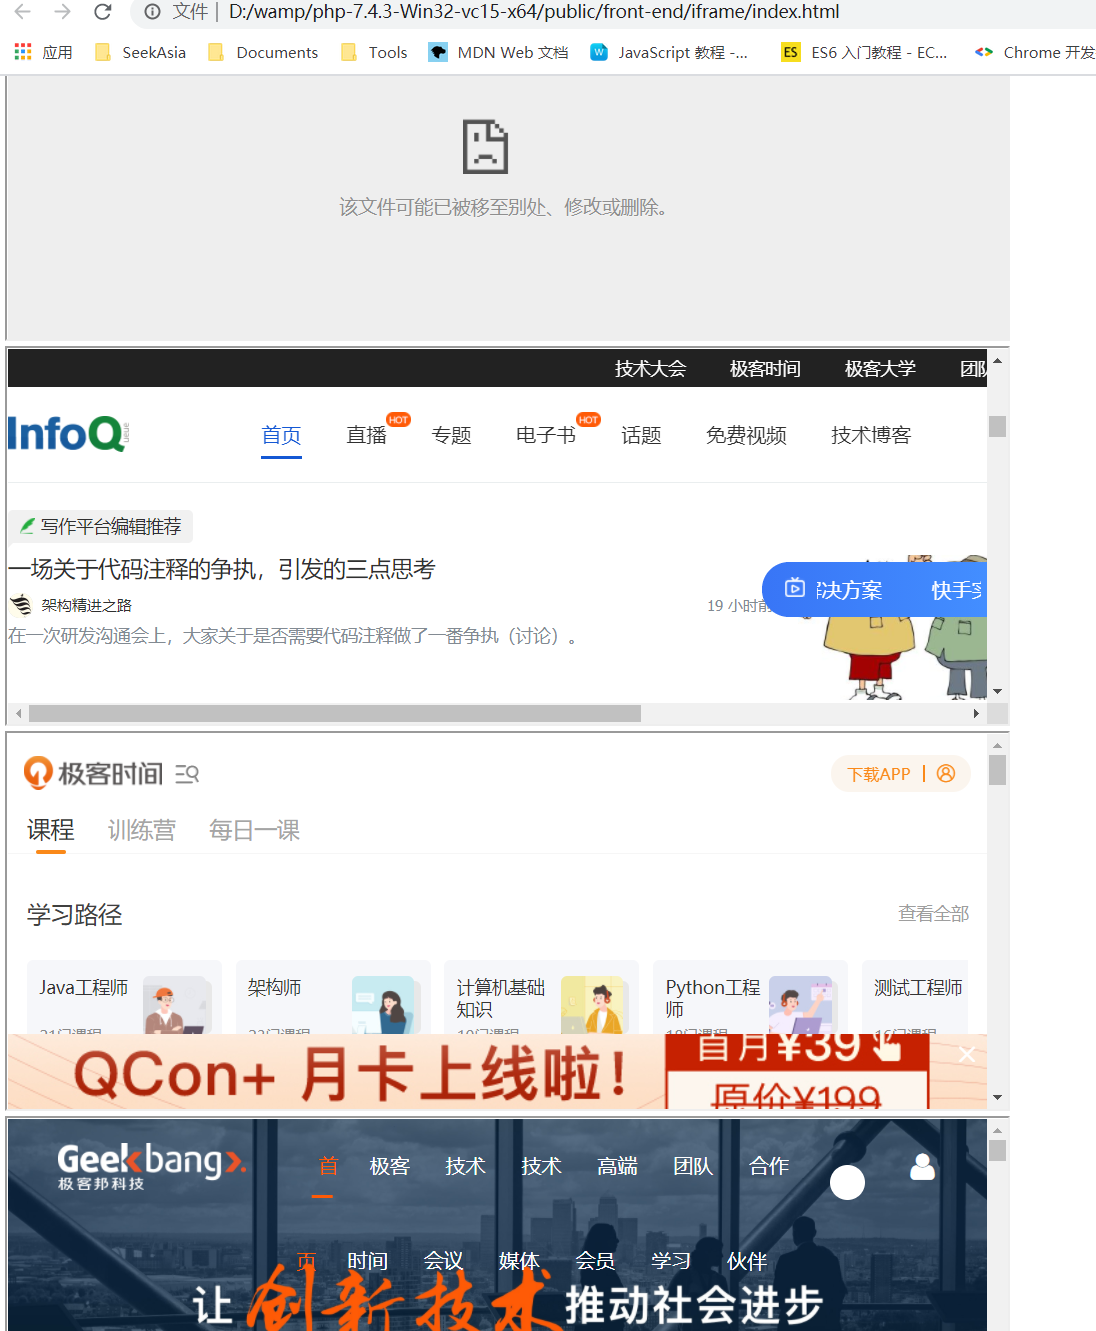 文件 | D:/wamp/php-7.4.3-Win32-vc15-x64/public/front-end/iframe/index.html
应用 SeekAsia Documents Tools MDN Web 文档 JavaScript 教程 -... ES6 入门教程 - EC... Chrome 开发
该文件可能已被移至别处、修改或删除。
技术大会 极客时间 极客大学 团队
InfoQ
首页 直播 HOT 专题 电子书 HOT 话题 免费视频 技术博客
写作平台编辑推荐
一场关于代码注释的争执，引发的三点思考
架构精进之路 19 小时前
解决方案 快手实
在一次研发沟通会上，大家关于是否需要代码注释做了一番争执（讨论）。
极客时间 下载APP
课程 训练营 每日一课
学习路径 查看全部
Java工程师 架构师 计算机基础知识 Python工程师 测试工程师
QCon+ 月卡上线啦！ 首月¥39
原价¥199
Geekbang>.
极客邦科技
首 极客 技术 技术 高端 团队 合作
页 时间 会议 媒体 会员 学习 伙伴
让创新技术推动社会进步